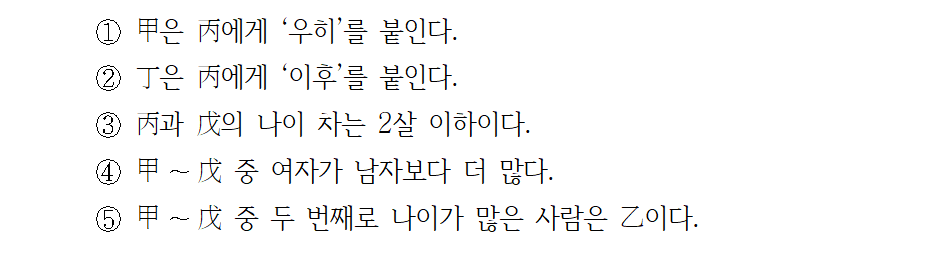 ① 甲은 丙에게 ‘우히’를 붙인다.
② 丁은 丙에게 ‘이후’를 붙인다.
③ 丙과 戊의 나이 차는 2살 이하이다.
④ 甲 ~ 戊 중 여자가 남자보다 더 많다.
⑤ 甲 ~ 戊 중 두 번째로 나이가 많은 사람은 乙이다.